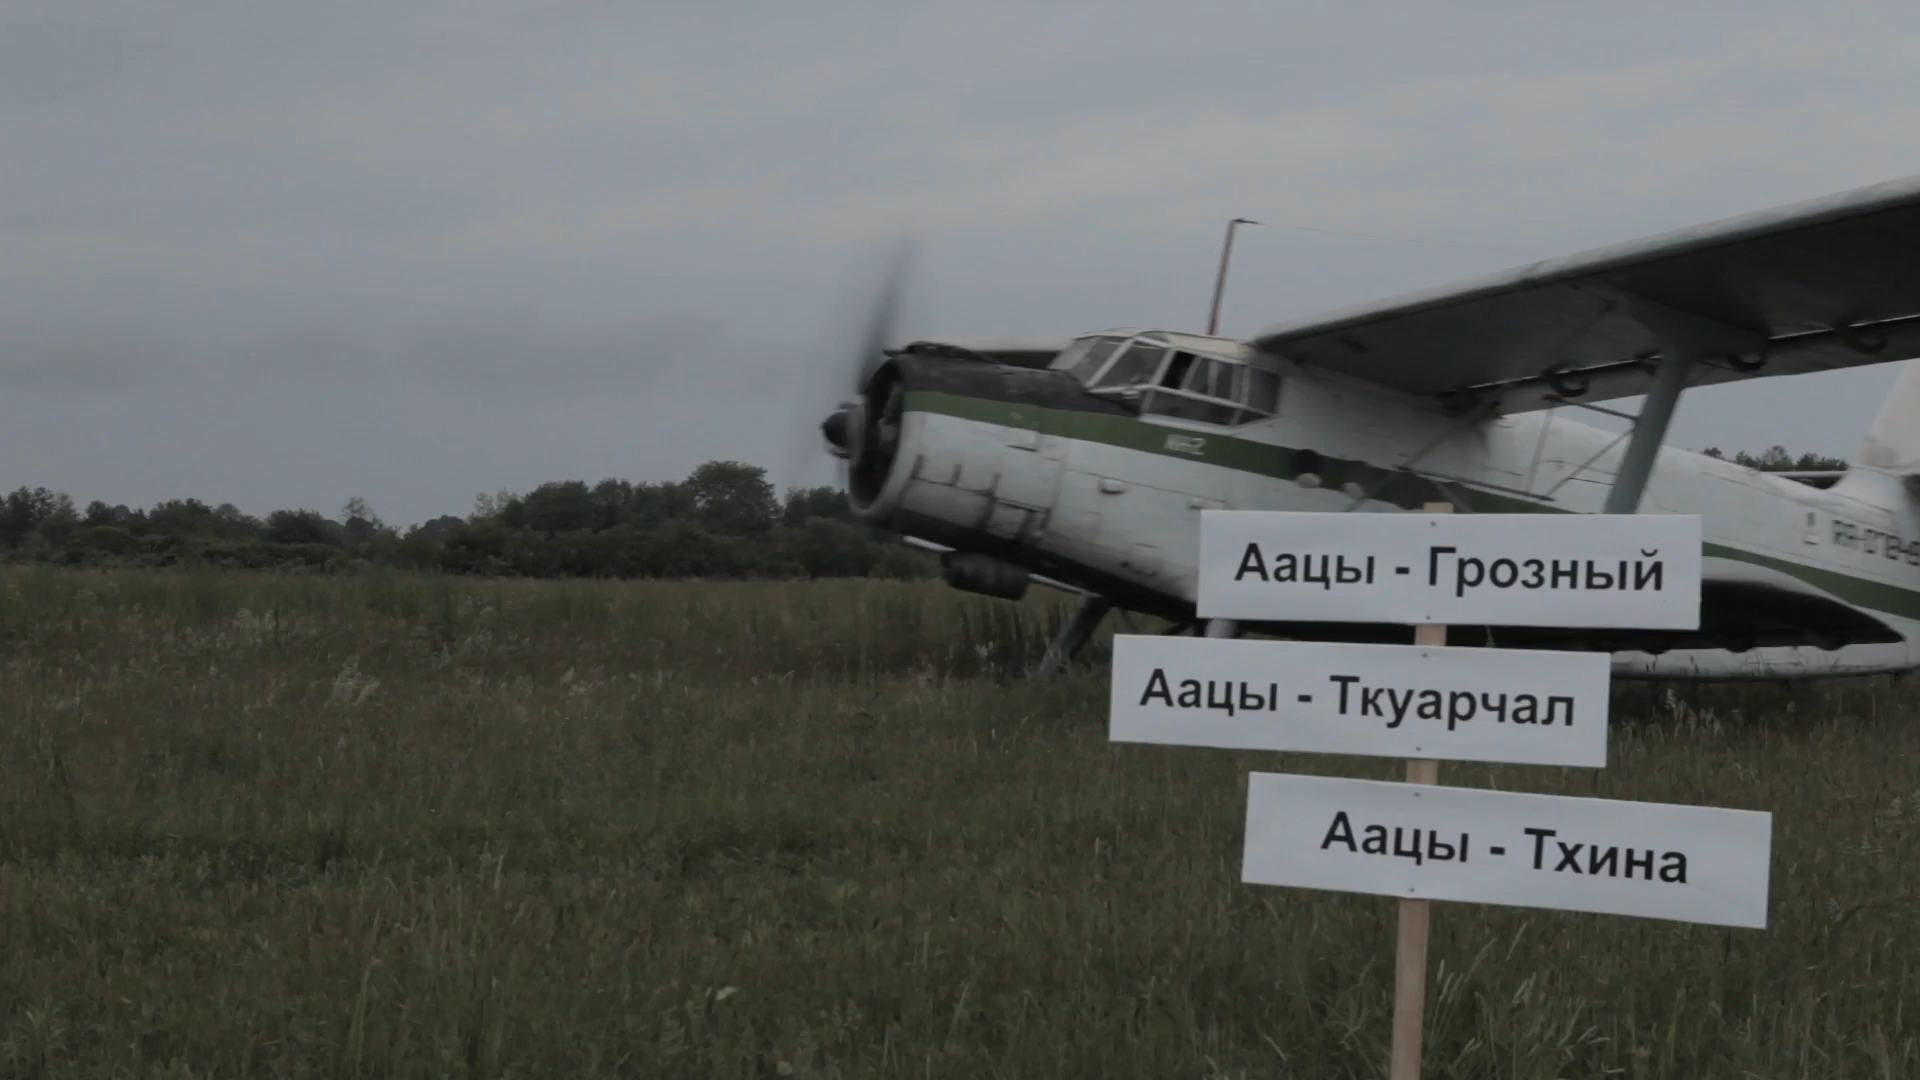 Аацы - Грозный
Аацы - Ткуарчал
Аацы - Тхина